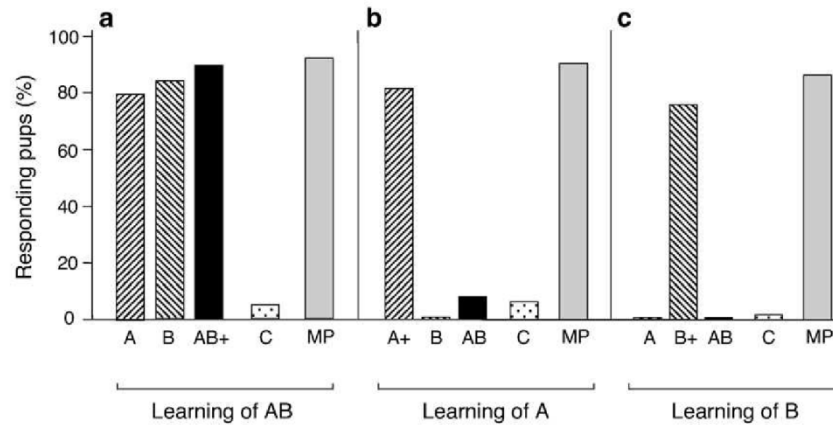 a b c
Responding pups (%)
100
80
60
40
20
0
A B AB+ C MP A+ B AB C MP A B+ AB C MP
Learning of AB Learning of A Learning of B